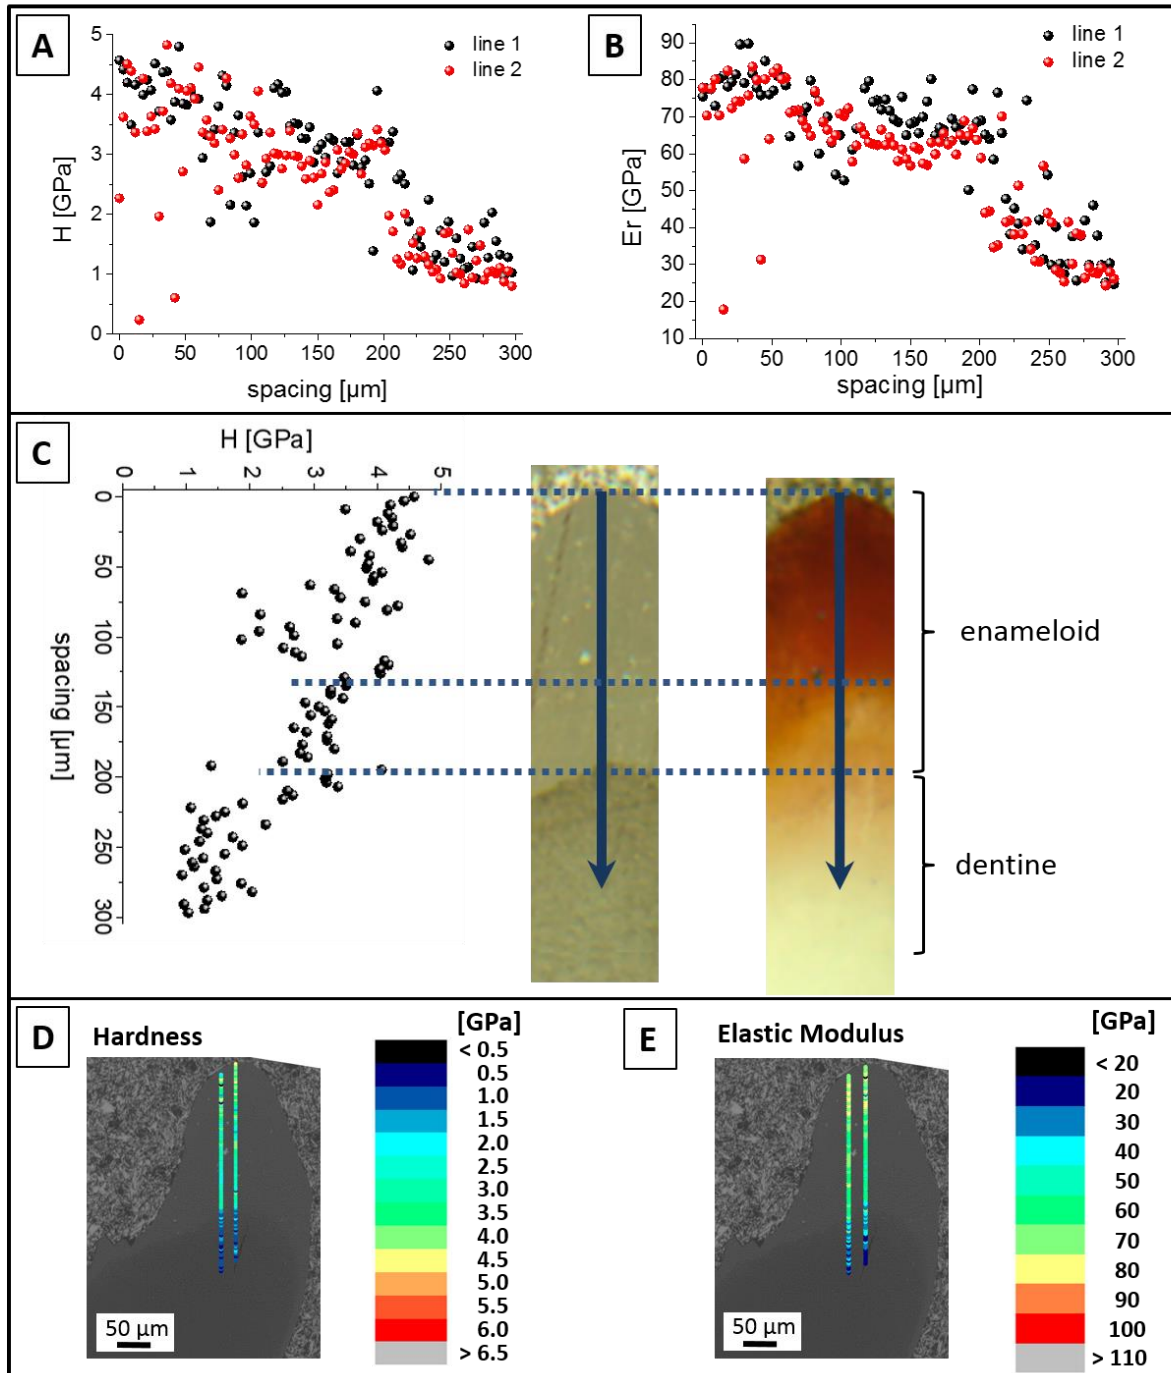 A
H [GPa]
5
4
3
2
1
0
0 50 100 150 200 250 300
spacing [µm]
line 1
line 2
B
Er [GPa]
90
80
70
60
50
40
30
20
10
0 50 100 150 200 250 300
spacing [µm]
line 1
line 2
C
H [GPa]
0 1 2 3 4 5
0
50
100
150
200
250
300
spacing [µm]
enameloid
dentine
D
Hardness
[GPa]
< 0.5
0.5
1.0
1.5
2.0
2.5
3.0
3.5
4.0
4.5
5.0
5.5
6.0
> 6.5
50 µm
E
Elastic Modulus
[GPa]
< 20
20
30
40
50
60
70
80
90
100
> 110
50 µm